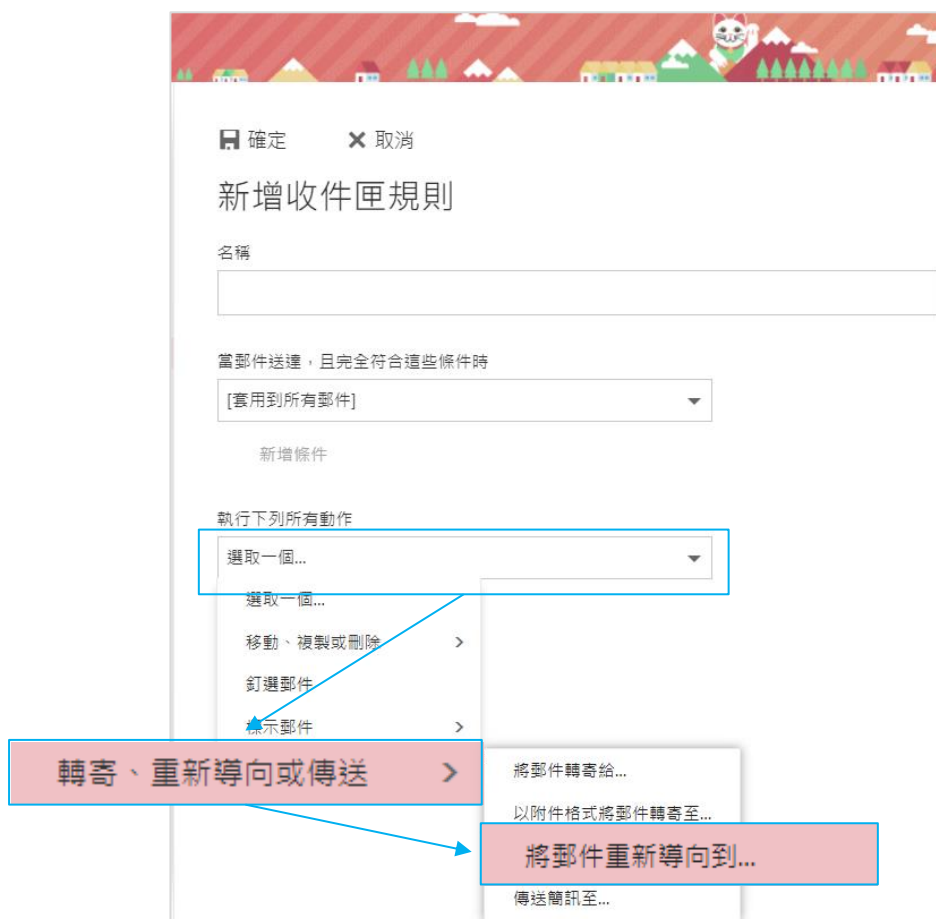 確定 取消
新增收件匣規則
名稱
當郵件送達，且完全符合這些條件時
[套用到所有郵件]
新增條件
執行下列所有動作
選取一個...
選取一個...
移動、複製或刪除
釘選郵件
標示郵件
轉寄、重新導向或傳送
將郵件轉寄給...
以附件格式將郵件轉寄至...
將郵件重新導向到...
傳送簡訊至...